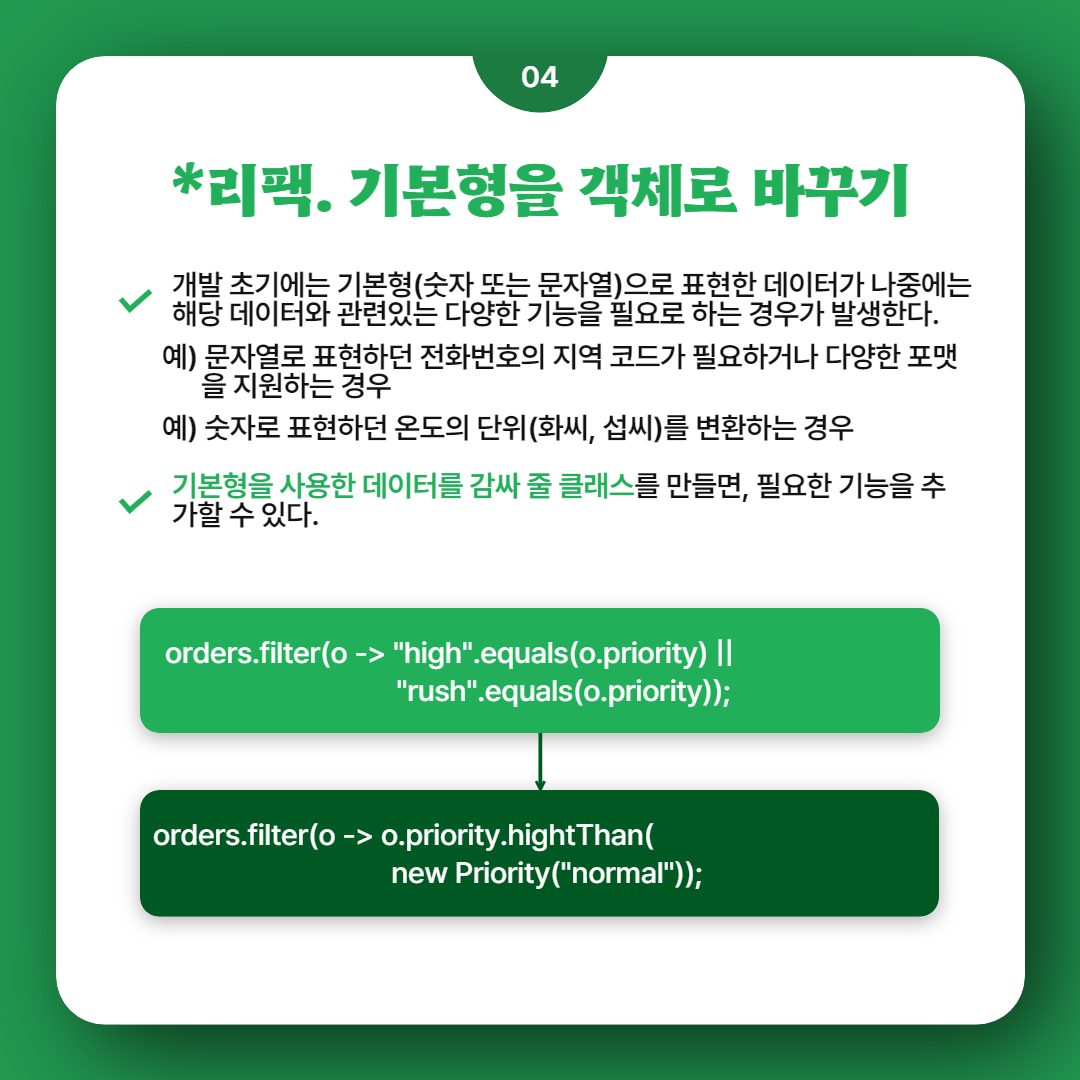 04
*리팩. 기본형을 객체로 바꾸기
개발 초기에는 기본형(숫자 또는 문자열)으로 표현한 데이터가 나중에는
해당 데이터와 관련있는 다양한 기능을 필요로 하는 경우가 발생한다.
예) 문자열로 표현하던 전화번호의 지역 코드가 필요하거나 다양한 포맷
을 지원하는 경우
예) 숫자로 표현하던 온도의 단위(화씨, 섭씨)를 변환하는 경우
기본형을 사용한 데이터를 감싸 줄 클래스를 만들면, 필요한 기능을 추
가할 수 있다.
orders.filter(o -> "high".equals(o.priority) ||
"rush".equals(o.priority));
orders.filter(o -> o.priority.hightThan(
new Priority("normal"));